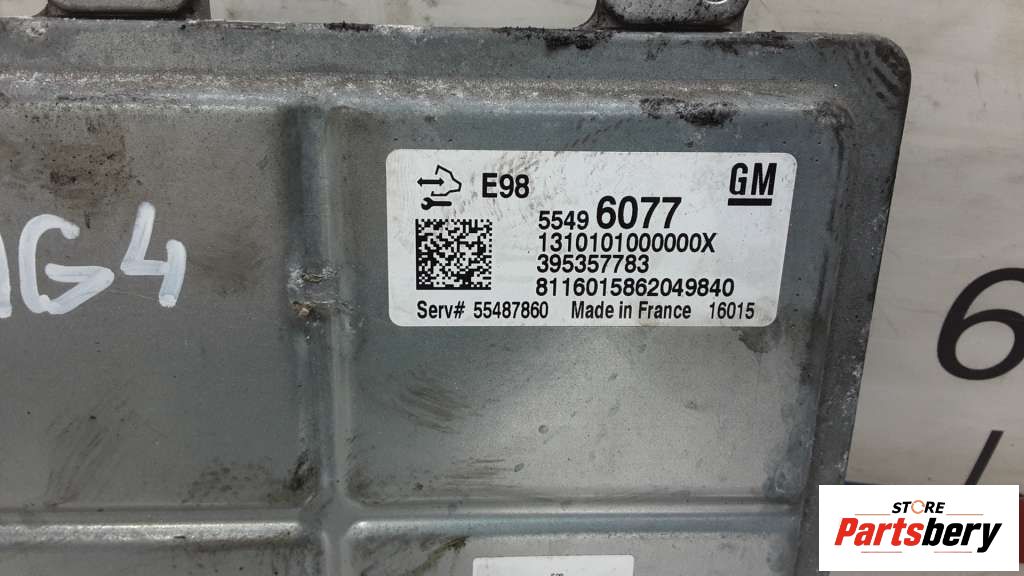 E98
GM
5549 6077
1310101000000X
395357783
8116015862049840
Serv# 55487860 Made in France 16015
G4
6
STORE
Partsbery